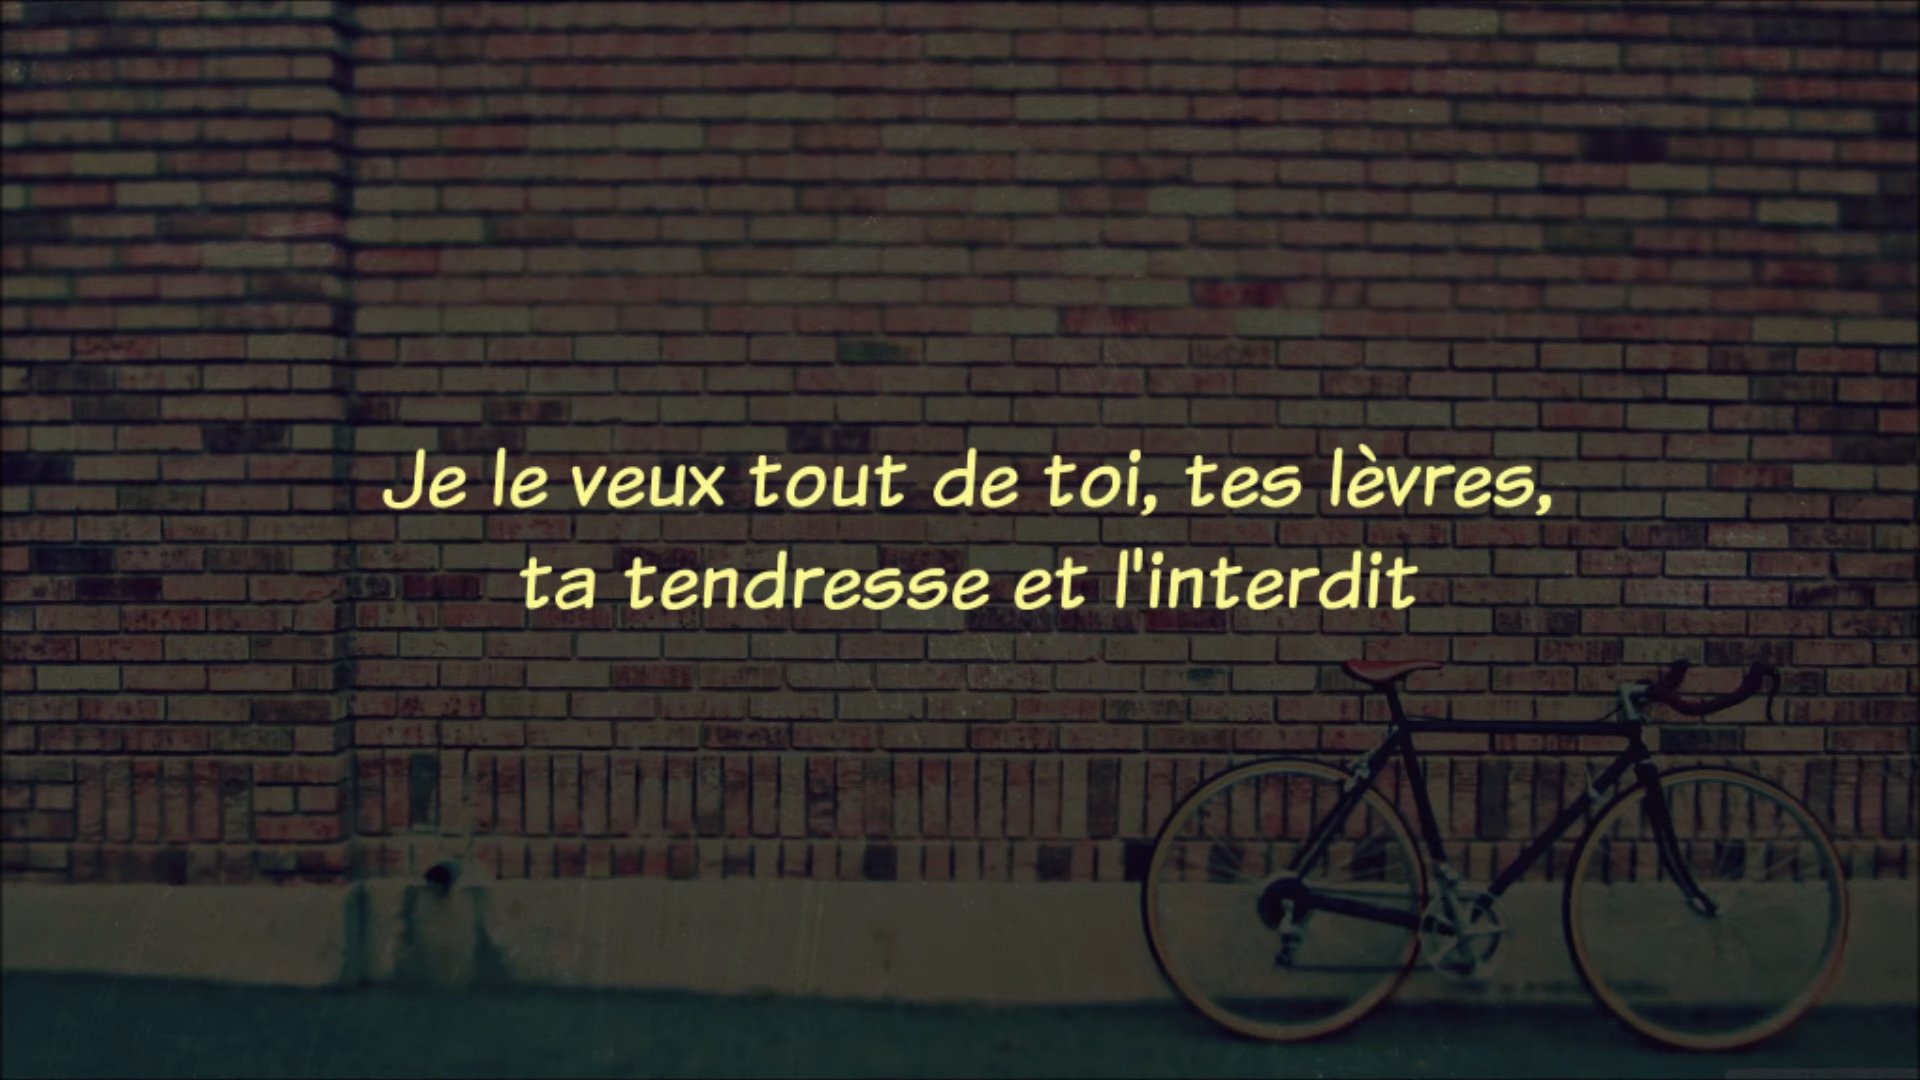 Je le veux tout de toi, tes lèvres,
ta tendresse et l'interdit